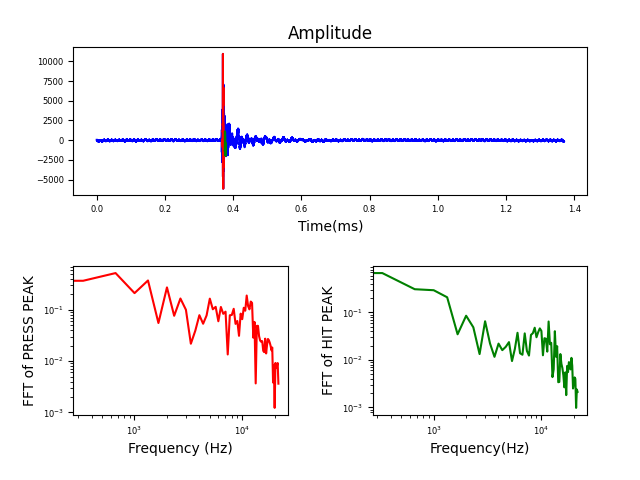 Amplitude
10000
7500
5000
2500
0
−2500
−5000
0.0 0.2 0.4 0.6 0.8 1.0 1.2 1.4
Time(ms)
FFT of PRESS PEAK
10⁻¹
10⁻²
10⁻³
10³ 10⁴
Frequency (Hz)
FFT of HIT PEAK
10⁻¹
10⁻²
10⁻³
10³ 10⁴
Frequency(Hz)